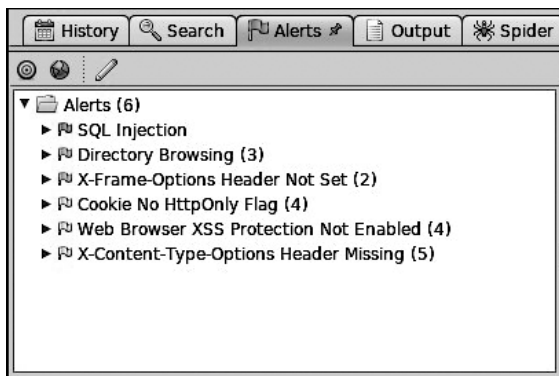 History Search Alerts Output Spider
Alerts (6)
SQL Injection
Directory Browsing (3)
X-Frame-Options Header Not Set (2)
Cookie No HttpOnly Flag (4)
Web Browser XSS Protection Not Enabled (4)
X-Content-Type-Options Header Missing (5)